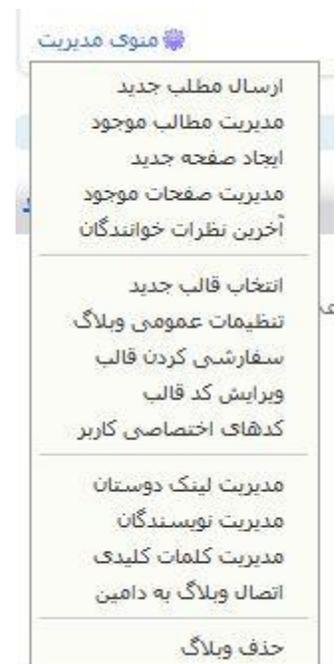 منوی مدیریت
ارسال مطلب جدید
مدیریت مطالب موجود
ایجاد صفحه جدید
مدیریت صفحات موجود
آخرین نظرات خوانندگان
انتخاب قالب جدید
تنظیمات عمومی وبلاگ
سفارشی کردن قالب
ویرایش کد قالب
کدهای اختصاصی کاربر
مدیریت لینک دوستان
مدیریت نویسندگان
مدیریت کلمات کلیدی
اتصال وبلاگ به دامین
حذف وبلاگ